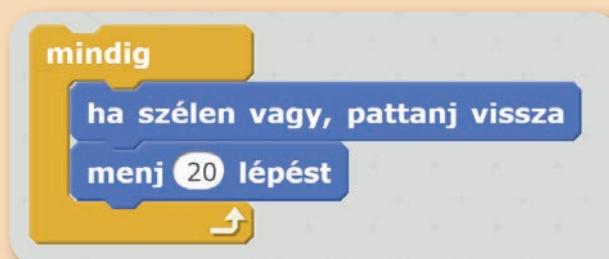 mindig
ha szélen vagy, pattanj vissza
menj 20 lépést